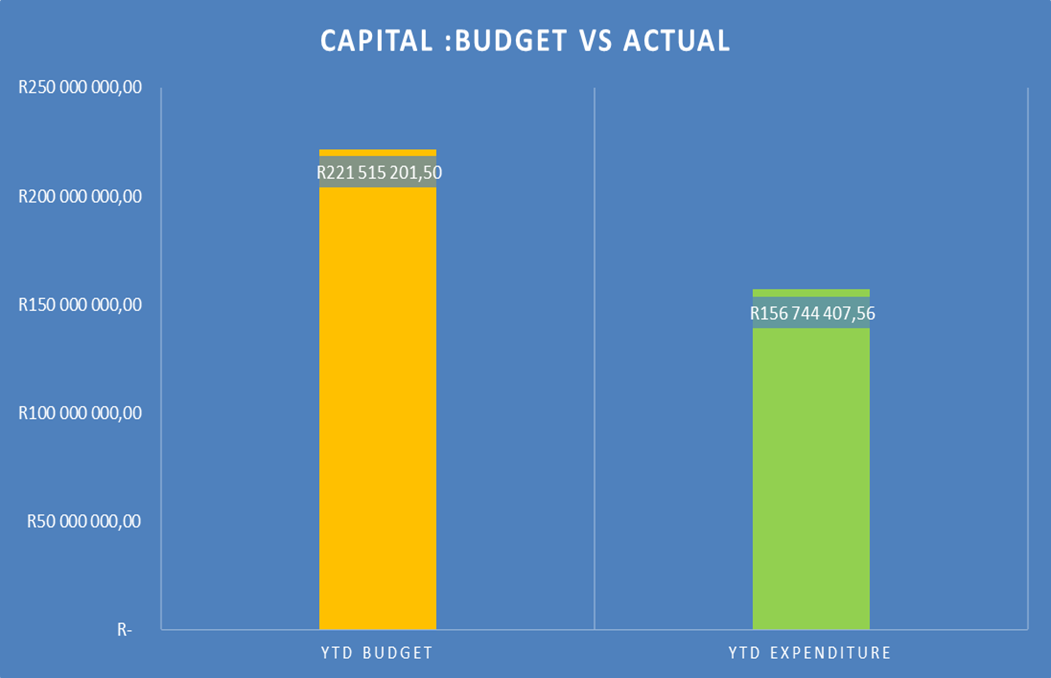 CAPITAL :BUDGET VS ACTUAL
R250 000 000,00
R221 515 201,50
R200 000 000,00
R150 000 000,00
R156 744 407,56
R100 000 000,00
R50 000 000,00
R-
YTD BUDGET
YTD EXPENDITURE